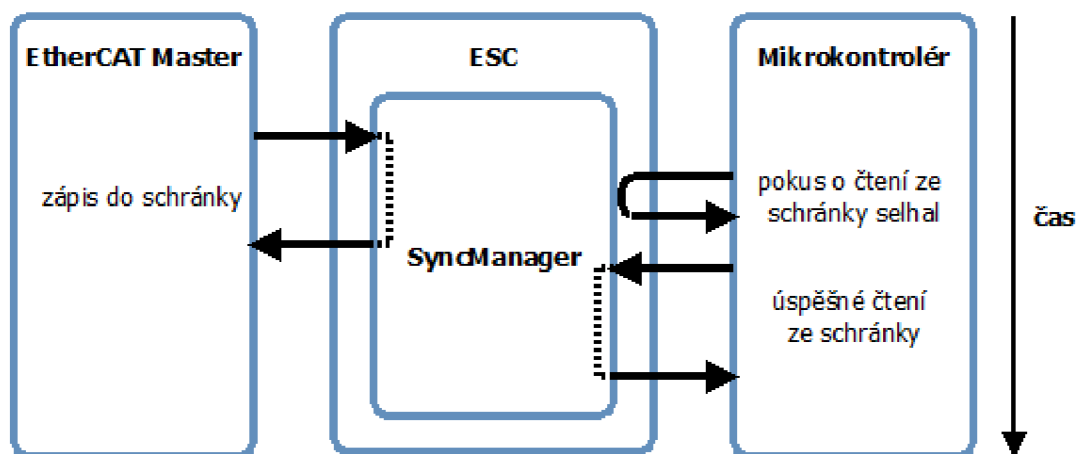 EtherCAT Master
ESC
Mikrokontrolér
zápis do schránky
pokus o čtení ze
schránky selhal
čas
SyncManager
úspěšné čtení
ze schránky